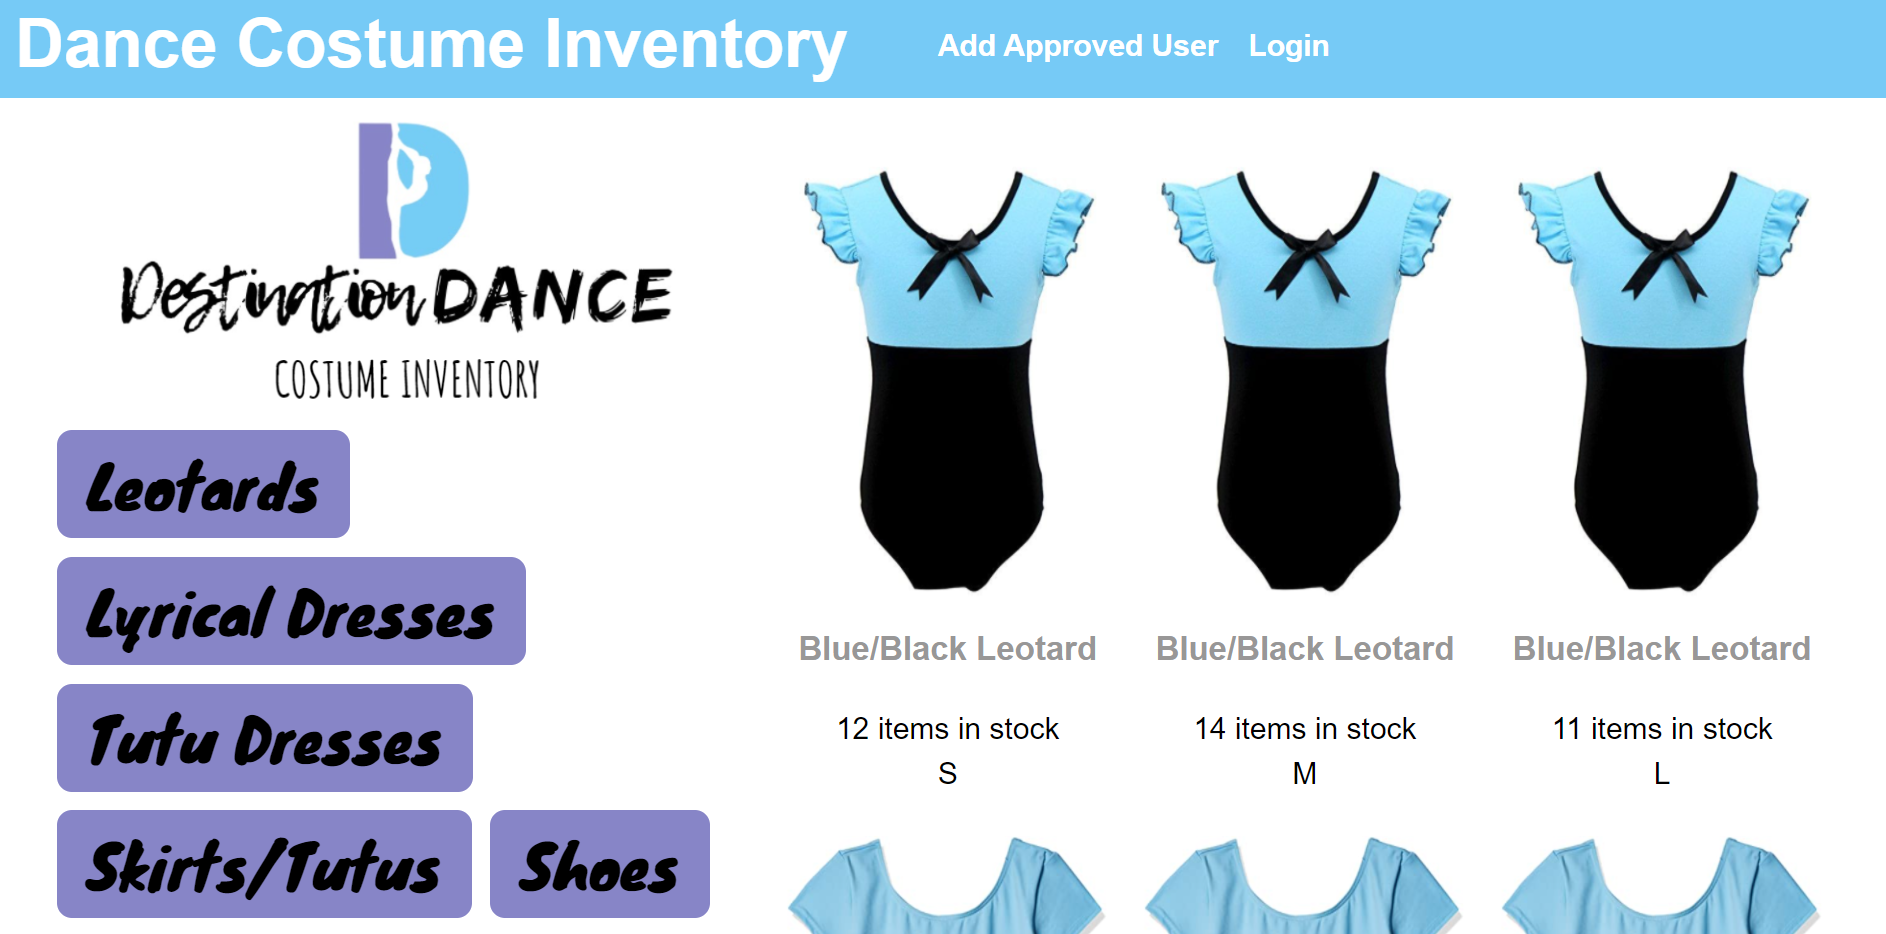 Dance Costume Inventory
Add Approved User Login
D
Destination DANCE
COSTUME INVENTORY
Leotards
Lyrical Dresses
Tutu Dresses
Skirts/Tutus
Shoes
Blue/Black Leotard
12 items in stock
S
Blue/Black Leotard
14 items in stock
M
Blue/Black Leotard
11 items in stock
L